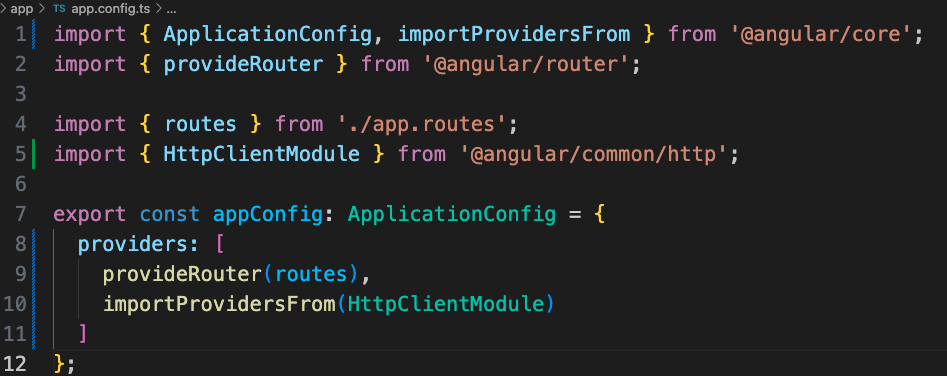 > app > TS app.config.ts > ...
1 import { ApplicationConfig, importProvidersFrom } from '@angular/core';
2 import { provideRouter } from '@angular/router';
3
4 import { routes } from './app.routes';
5 import { HttpClientModule } from '@angular/common/http';
6
7 export const appConfig: ApplicationConfig = {
8   providers: [
9     provideRouter(routes),
10     importProvidersFrom(HttpClientModule)
11   ]
12 };